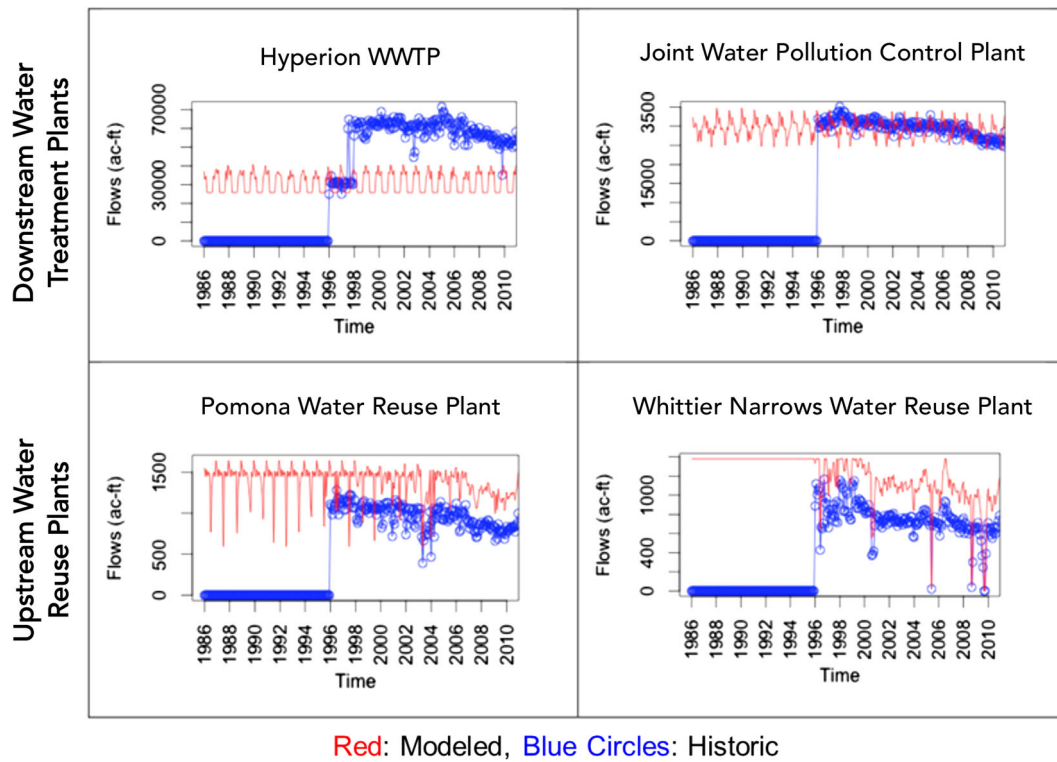 Downstream Water
Treatment Plants
Hyperion WWTP
Flows (ac-ft)
70000
30000
0
1986 1988 1990 1992 1994 1996 1998 2000 2002 2004 2006 2008 2010
Time
Joint Water Pollution Control Plant
Flows (ac-ft)
3500
15000
0
1986 1988 1990 1992 1994 1996 1998 2000 2002 2004 2006 2008 2010
Time
Upstream Water
Reuse Plants
Pomona Water Reuse Plant
Flows (ac-ft)
1500
500
0
1986 1988 1990 1992 1994 1996 1998 2000 2002 2004 2006 2008 2010
Time
Whittier Narrows Water Reuse Plant
Flows (ac-ft)
1000
400
0
1986 1988 1990 1992 1994 1996 1998 2000 2002 2004 2006 2008 2010
Time
Red: Modeled, Blue Circles: Historic